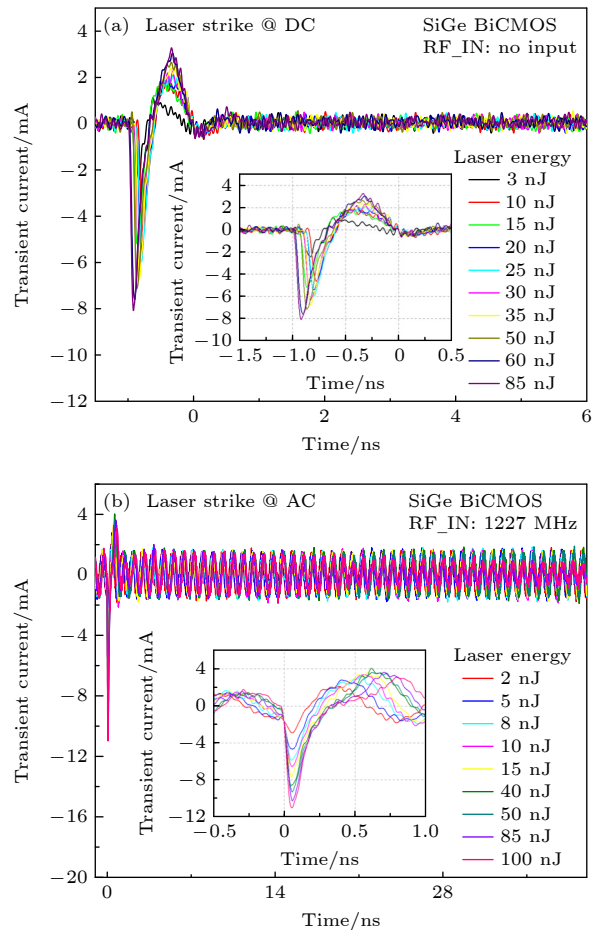 (a) Laser strike @ DC SiGe BiCMOS
RF_IN: no input
Transient current/mA
4
2
0
−2
−4
−6
−8
−10
−12
0 2 4 6
Time/ns
Laser energy
3 nJ
10 nJ
15 nJ
20 nJ
25 nJ
30 nJ
35 nJ
50 nJ
60 nJ
85 nJ
Transient current/mA
4
2
0
−2
−4
−6
−8
−10
−1.5 −1.0 −0.5 0 0.5
Time/ns
(b) Laser strike @ AC SiGe BiCMOS
RF_IN: 1227 MHz
Transient current/mA
4
0
−4
−8
−12
−16
−20
0 14 28
Time/ns
Laser energy
2 nJ
5 nJ
8 nJ
10 nJ
15 nJ
40 nJ
50 nJ
85 nJ
100 nJ
Transient current/mA
4
0
−4
−8
−12
−0.5 0 0.5 1.0
Time/ns